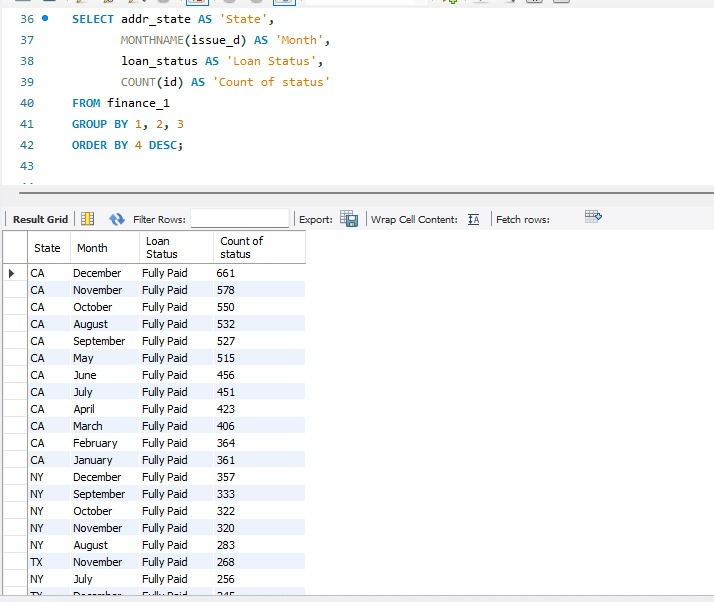 36 SELECT addr_state AS 'State',
37 MONTHNAME(issue_d) AS 'Month',
38 loan_status AS 'Loan Status',
39 COUNT(id) AS 'Count of status'
40 FROM finance_1
41 GROUP BY 1, 2, 3
42 ORDER BY 4 DESC;
43
Result Grid Filter Rows: Export: Wrap Cell Content: Fetch rows:
State Month Loan Status Count of status
CA December Fully Paid 661
CA November Fully Paid 578
CA October Fully Paid 550
CA August Fully Paid 532
CA September Fully Paid 527
CA May Fully Paid 515
CA June Fully Paid 456
CA July Fully Paid 451
CA April Fully Paid 423
CA March Fully Paid 406
CA February Fully Paid 364
CA January Fully Paid 361
NY December Fully Paid 357
NY September Fully Paid 333
NY October Fully Paid 322
NY November Fully Paid 320
NY August Fully Paid 283
TX November Fully Paid 268
NY July Fully Paid 256
TX December Fully Paid 245